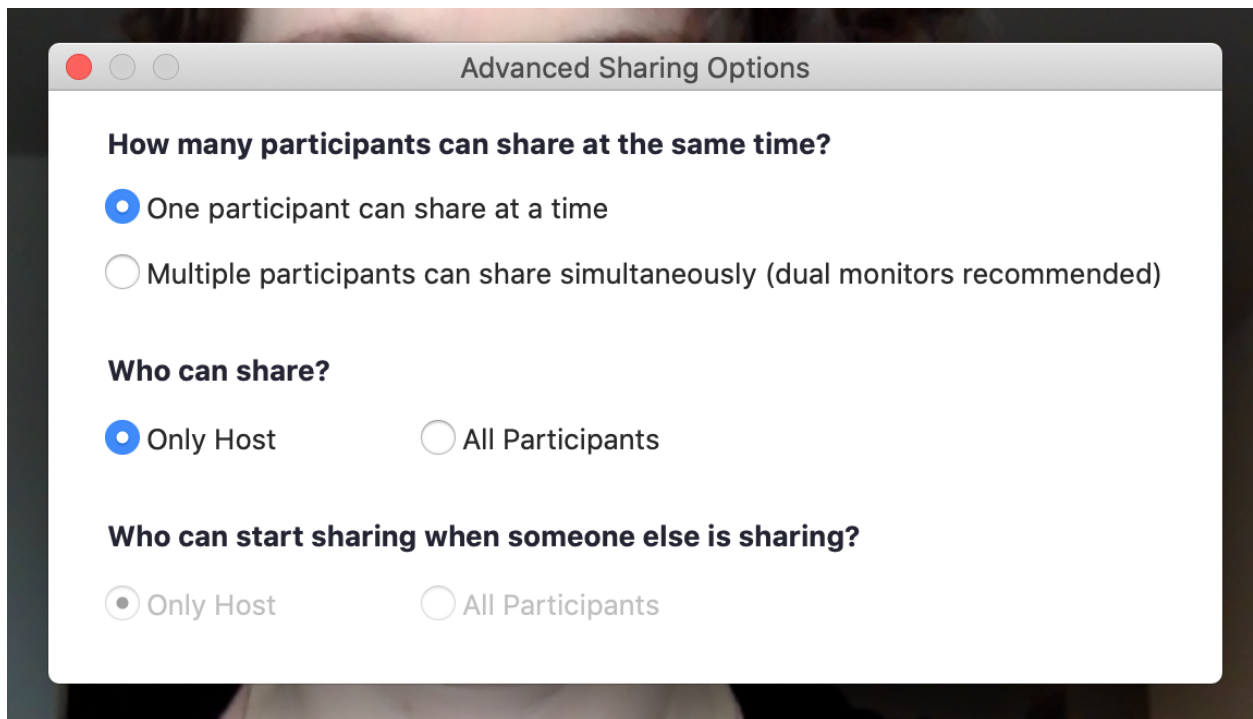 Advanced Sharing Options
How many participants can share at the same time?
One participant can share at a time
Multiple participants can share simultaneously (dual monitors recommended)
Who can share?
Only Host All Participants
Who can start sharing when someone else is sharing?
Only Host All Participants